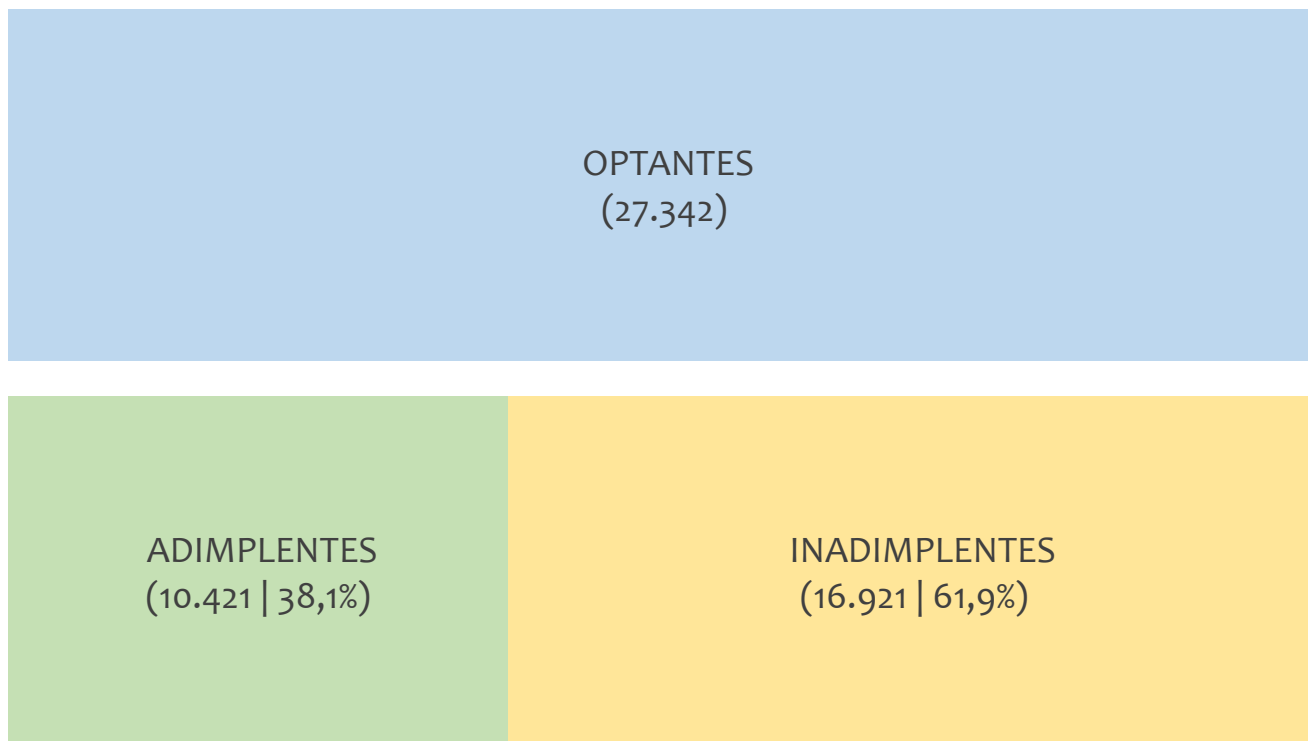 OPTANTES
(27.342)
ADIMPLENTES
(10.421 | 38,1%)
INADIMPLENTES
(16.921 | 61,9%)